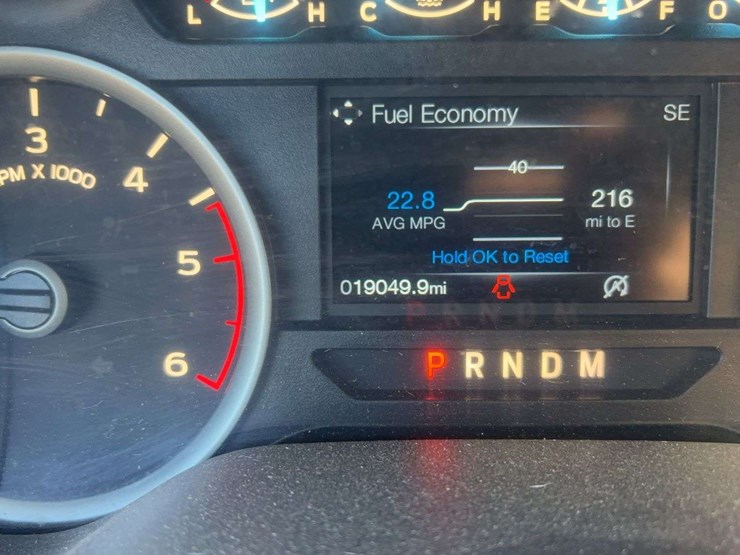 L H C H E F O
3
PM X 1000
4
5
6
Fuel Economy SE
40
22.8 216
AVG MPG mi to E
Hold OK to Reset
019049.9mi
P R N D M